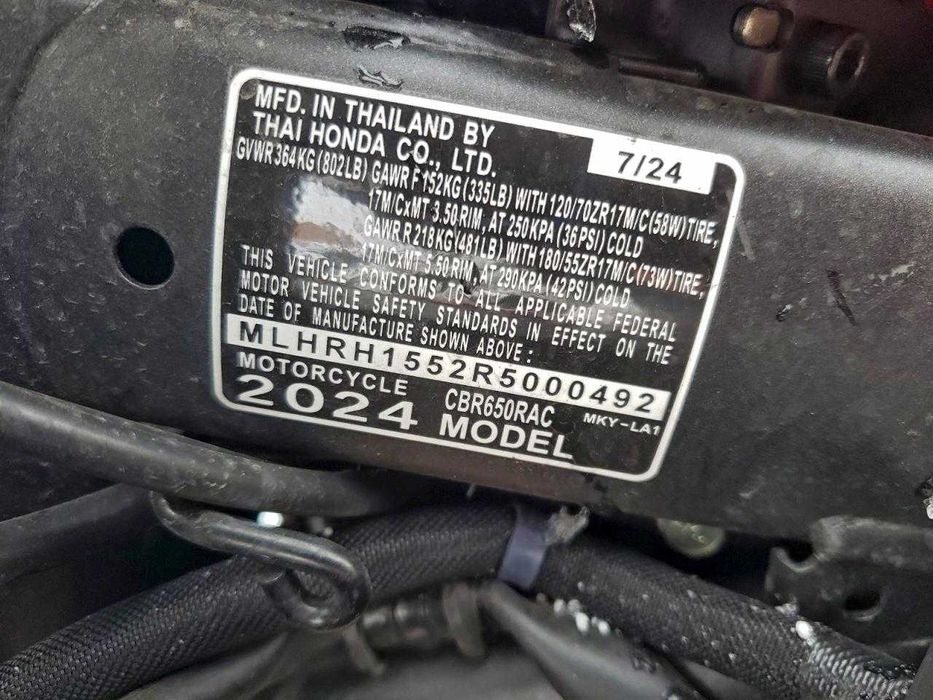 MFD. IN THAILAND BY
THAI HONDA CO., LTD.
7/24
GVWR 364KG (802LB) GAWR F 152KG (335LB) WITH 120/70ZR17M/C(58W)TIRE,
17M/CxMT 3.50 RIM, AT 250KPA (36PSI) COLD
GAWR R 218KG(481LB) WITH 180/55ZR17M/C(73W)TIRE,
17M/CxMT 5.50 RIM, AT 290KPA (42PSI) COLD
THIS VEHICLE CONFORMS TO ALL APPLICABLE FEDERAL
MOTOR VEHICLE SAFETY STANDARDS IN EFFECT ON THE
DATE OF MANUFACTURE SHOWN ABOVE:
MLHRH1552R5000492
MOTORCYCLE CBR650RAC MKY-LA1
2024 MODEL